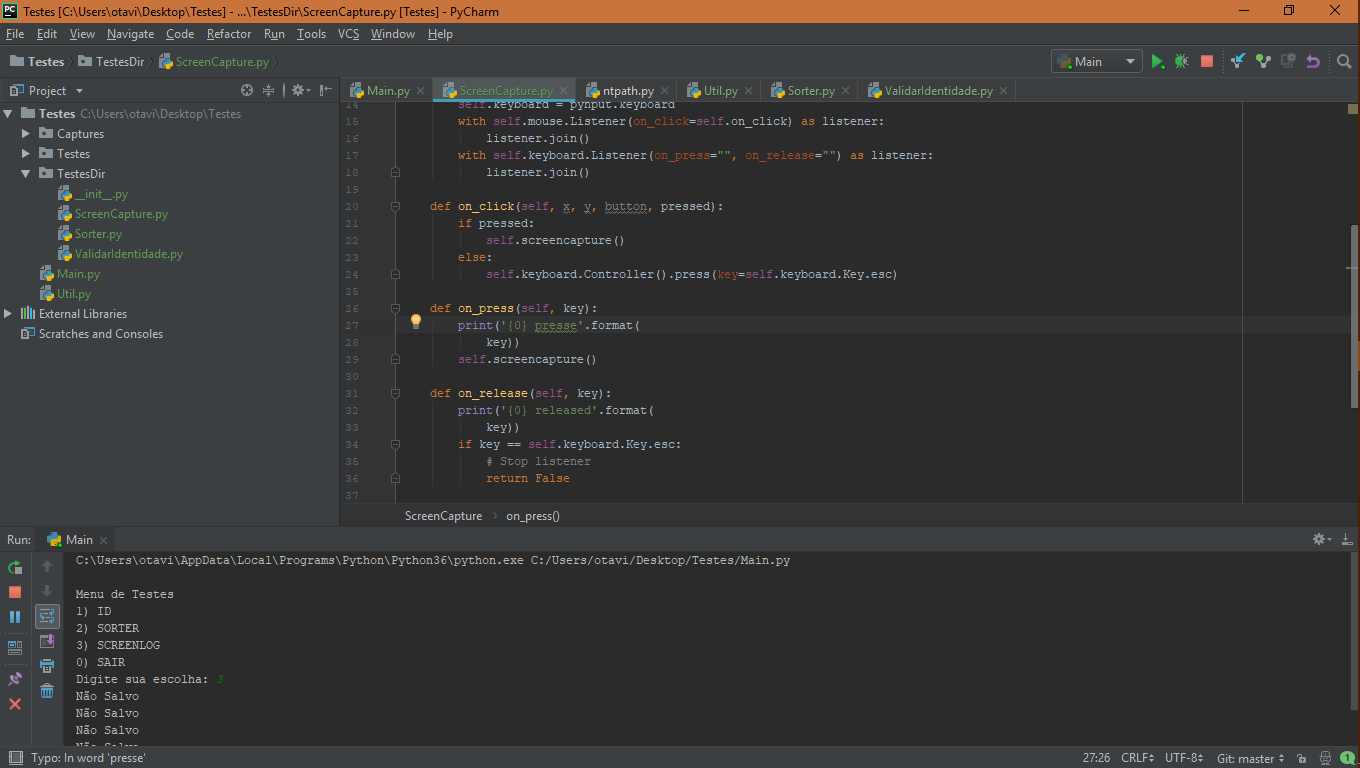 Testes [C:\Users\otavi\Desktop\Testes] - ...\TestesDir\ScreenCapture.py [Testes] - PyCharm
File Edit View Navigate Code Refactor Run Tools VCS Window Help
Testes TestesDir ScreenCapture.py Main
Project Main.py ScreenCapture.py ntpath.py Util.py Sorter.py ValidarIdentidade.py
Testes C:\Users\otavi\Desktop\Testes
Captures
Testes
TestesDir
__init__.py
ScreenCapture.py
Sorter.py
ValidarIdentidade.py
Main.py
Util.py
External Libraries
Scratches and Consoles
14 self.keyboard = pynput.keyboard
15 with self.mouse.Listener(on_click=self.on_click) as listener:
16 listener.join()
17 with self.keyboard.Listener(on_press="", on_release="") as listener:
18 listener.join()
19
20 def on_click(self, x, y, button, pressed):
21 if pressed:
22 self.screencapture()
23 else:
24 self.keyboard.Controller().press(key=self.keyboard.Key.esc)
25
26 def on_press(self, key):
27 print('{0} presse'.format(
28 key))
29 self.screencapture()
30
31 def on_release(self, key):
32 print('{0} released'.format(
33 key))
34 if key == self.keyboard.Key.esc:
35 # Stop listener
36 return False
37
ScreenCapture on_press()
Run: Main
C:\Users\otavi\AppData\Local\Programs\Python\Python36\python.exe C:/Users/otavi/Desktop/Testes/Main.py
Menu de Testes
1) ID
2) SORTER
3) SCREENLOG
0) SAIR
Digite sua escolha: 3
Não Salvo
Não Salvo
Não Salvo
Não Salvo
Typo: In word 'presse' 27:26 CRLF UTF-8 Git: master 1